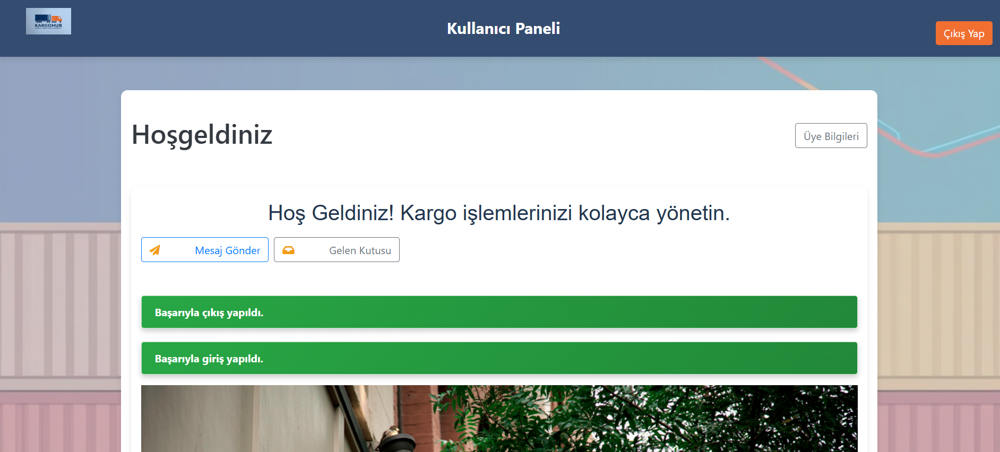 KARGOHUB
Kullanıcı Paneli
Çıkış Yap
Hoşgeldiniz
Üye Bilgileri
Hoş Geldiniz! Kargo işlemlerinizi kolayca yönetin.
Mesaj Gönder
Gelen Kutusu
Başarıyla çıkış yapıldı.
Başarıyla giriş yapıldı.